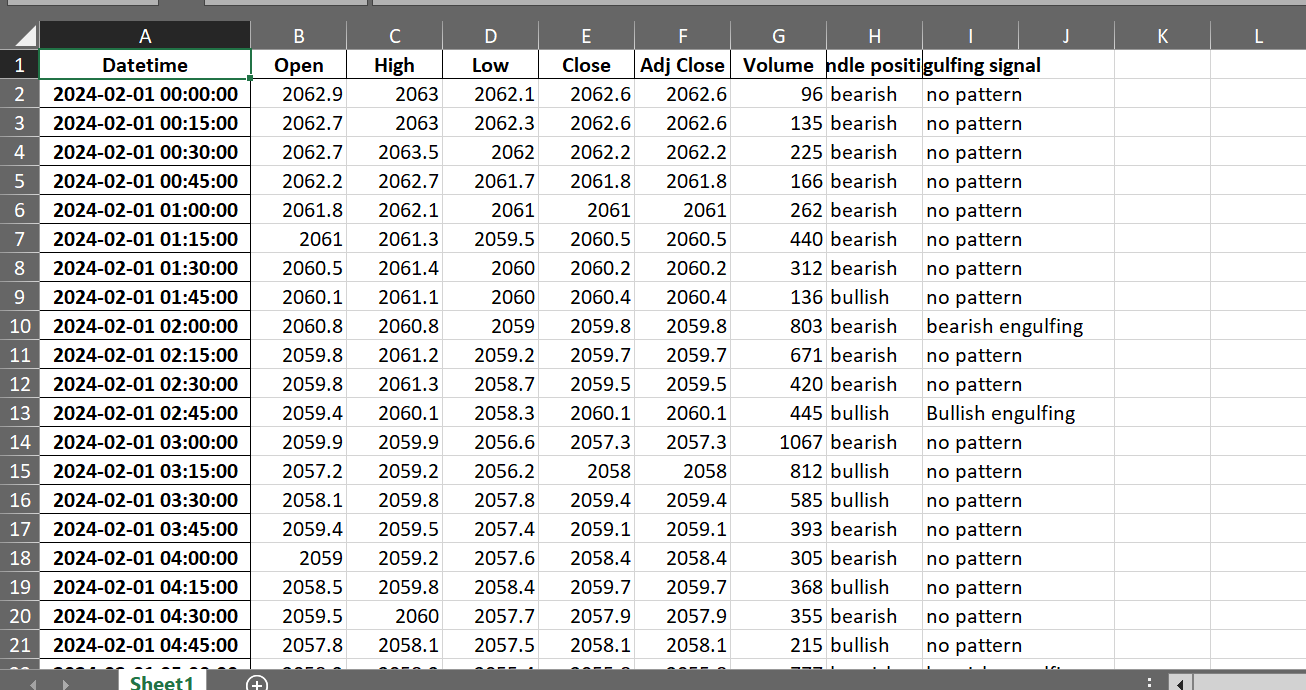 A B C D E F G H I J K L
1 Datetime Open High Low Close Adj Close Volume ndle positi gulfing signal
2 2024-02-01 00:00:00 2062.9 2063 2062.1 2062.6 2062.6 96 bearish no pattern
3 2024-02-01 00:15:00 2062.7 2063 2062.3 2062.6 2062.6 135 bearish no pattern
4 2024-02-01 00:30:00 2062.7 2063.5 2062 2062.2 2062.2 225 bearish no pattern
5 2024-02-01 00:45:00 2062.2 2062.7 2061.7 2061.8 2061.8 166 bearish no pattern
6 2024-02-01 01:00:00 2061.8 2062.1 2061 2061 2061 262 bearish no pattern
7 2024-02-01 01:15:00 2061 2061.3 2059.5 2060.5 2060.5 440 bearish no pattern
8 2024-02-01 01:30:00 2060.5 2061.4 2060 2060.2 2060.2 312 bearish no pattern
9 2024-02-01 01:45:00 2060.1 2061.1 2060 2060.4 2060.4 136 bullish no pattern
10 2024-02-01 02:00:00 2060.8 2060.8 2059 2059.8 2059.8 803 bearish bearish engulfing
11 2024-02-01 02:15:00 2059.8 2061.2 2059.2 2059.7 2059.7 671 bearish no pattern
12 2024-02-01 02:30:00 2059.8 2061.3 2058.7 2059.5 2059.5 420 bearish no pattern
13 2024-02-01 02:45:00 2059.4 2060.1 2058.3 2060.1 2060.1 445 bullish Bullish engulfing
14 2024-02-01 03:00:00 2059.9 2059.9 2056.6 2057.3 2057.3 1067 bearish no pattern
15 2024-02-01 03:15:00 2057.2 2059.2 2056.2 2058 2058 812 bullish no pattern
16 2024-02-01 03:30:00 2058.1 2059.8 2057.8 2059.4 2059.4 585 bullish no pattern
17 2024-02-01 03:45:00 2059.4 2059.5 2057.4 2059.1 2059.1 393 bearish no pattern
18 2024-02-01 04:00:00 2059 2059.2 2057.6 2058.4 2058.4 305 bearish no pattern
19 2024-02-01 04:15:00 2058.5 2059.8 2058.4 2059.7 2059.7 368 bullish no pattern
20 2024-02-01 04:30:00 2059.5 2060 2057.7 2057.9 2057.9 355 bearish no pattern
21 2024-02-01 04:45:00 2057.8 2058.1 2057.5 2058.1 2058.1 215 bullish no pattern
Sheet1